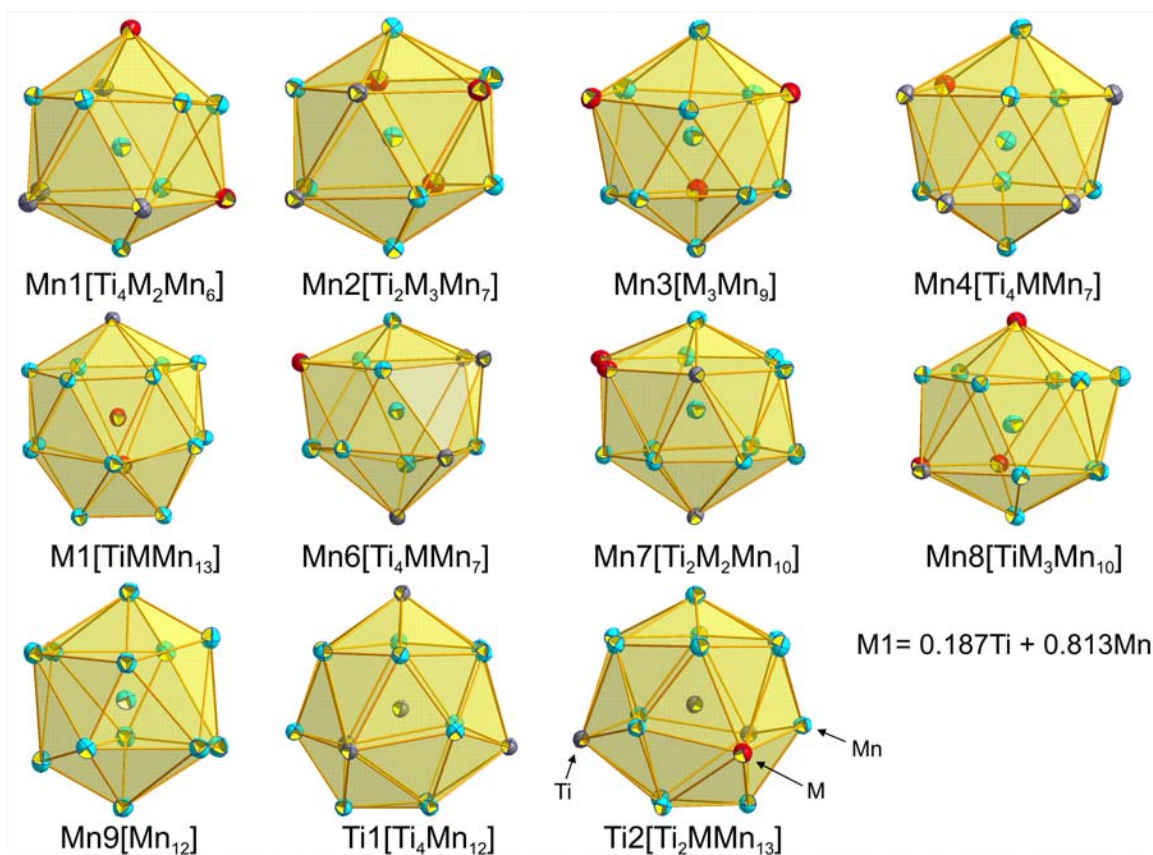 Mn1[Ti₄M₂Mn₆]
Mn2[Ti₂M₃Mn₇]
Mn3[M₃Mn₉]
Mn4[Ti₄MMn₇]
M1[TiMMn₁₃]
Mn6[Ti₄MMn₇]
Mn7[Ti₂M₂Mn₁₀]
Mn8[TiM₃Mn₁₀]
M1= 0.187Ti + 0.813Mn
Mn
Ti
M
Mn9[Mn₁₂]
Ti1[Ti₄Mn₁₂]
Ti2[Ti₂MMn₁₃]